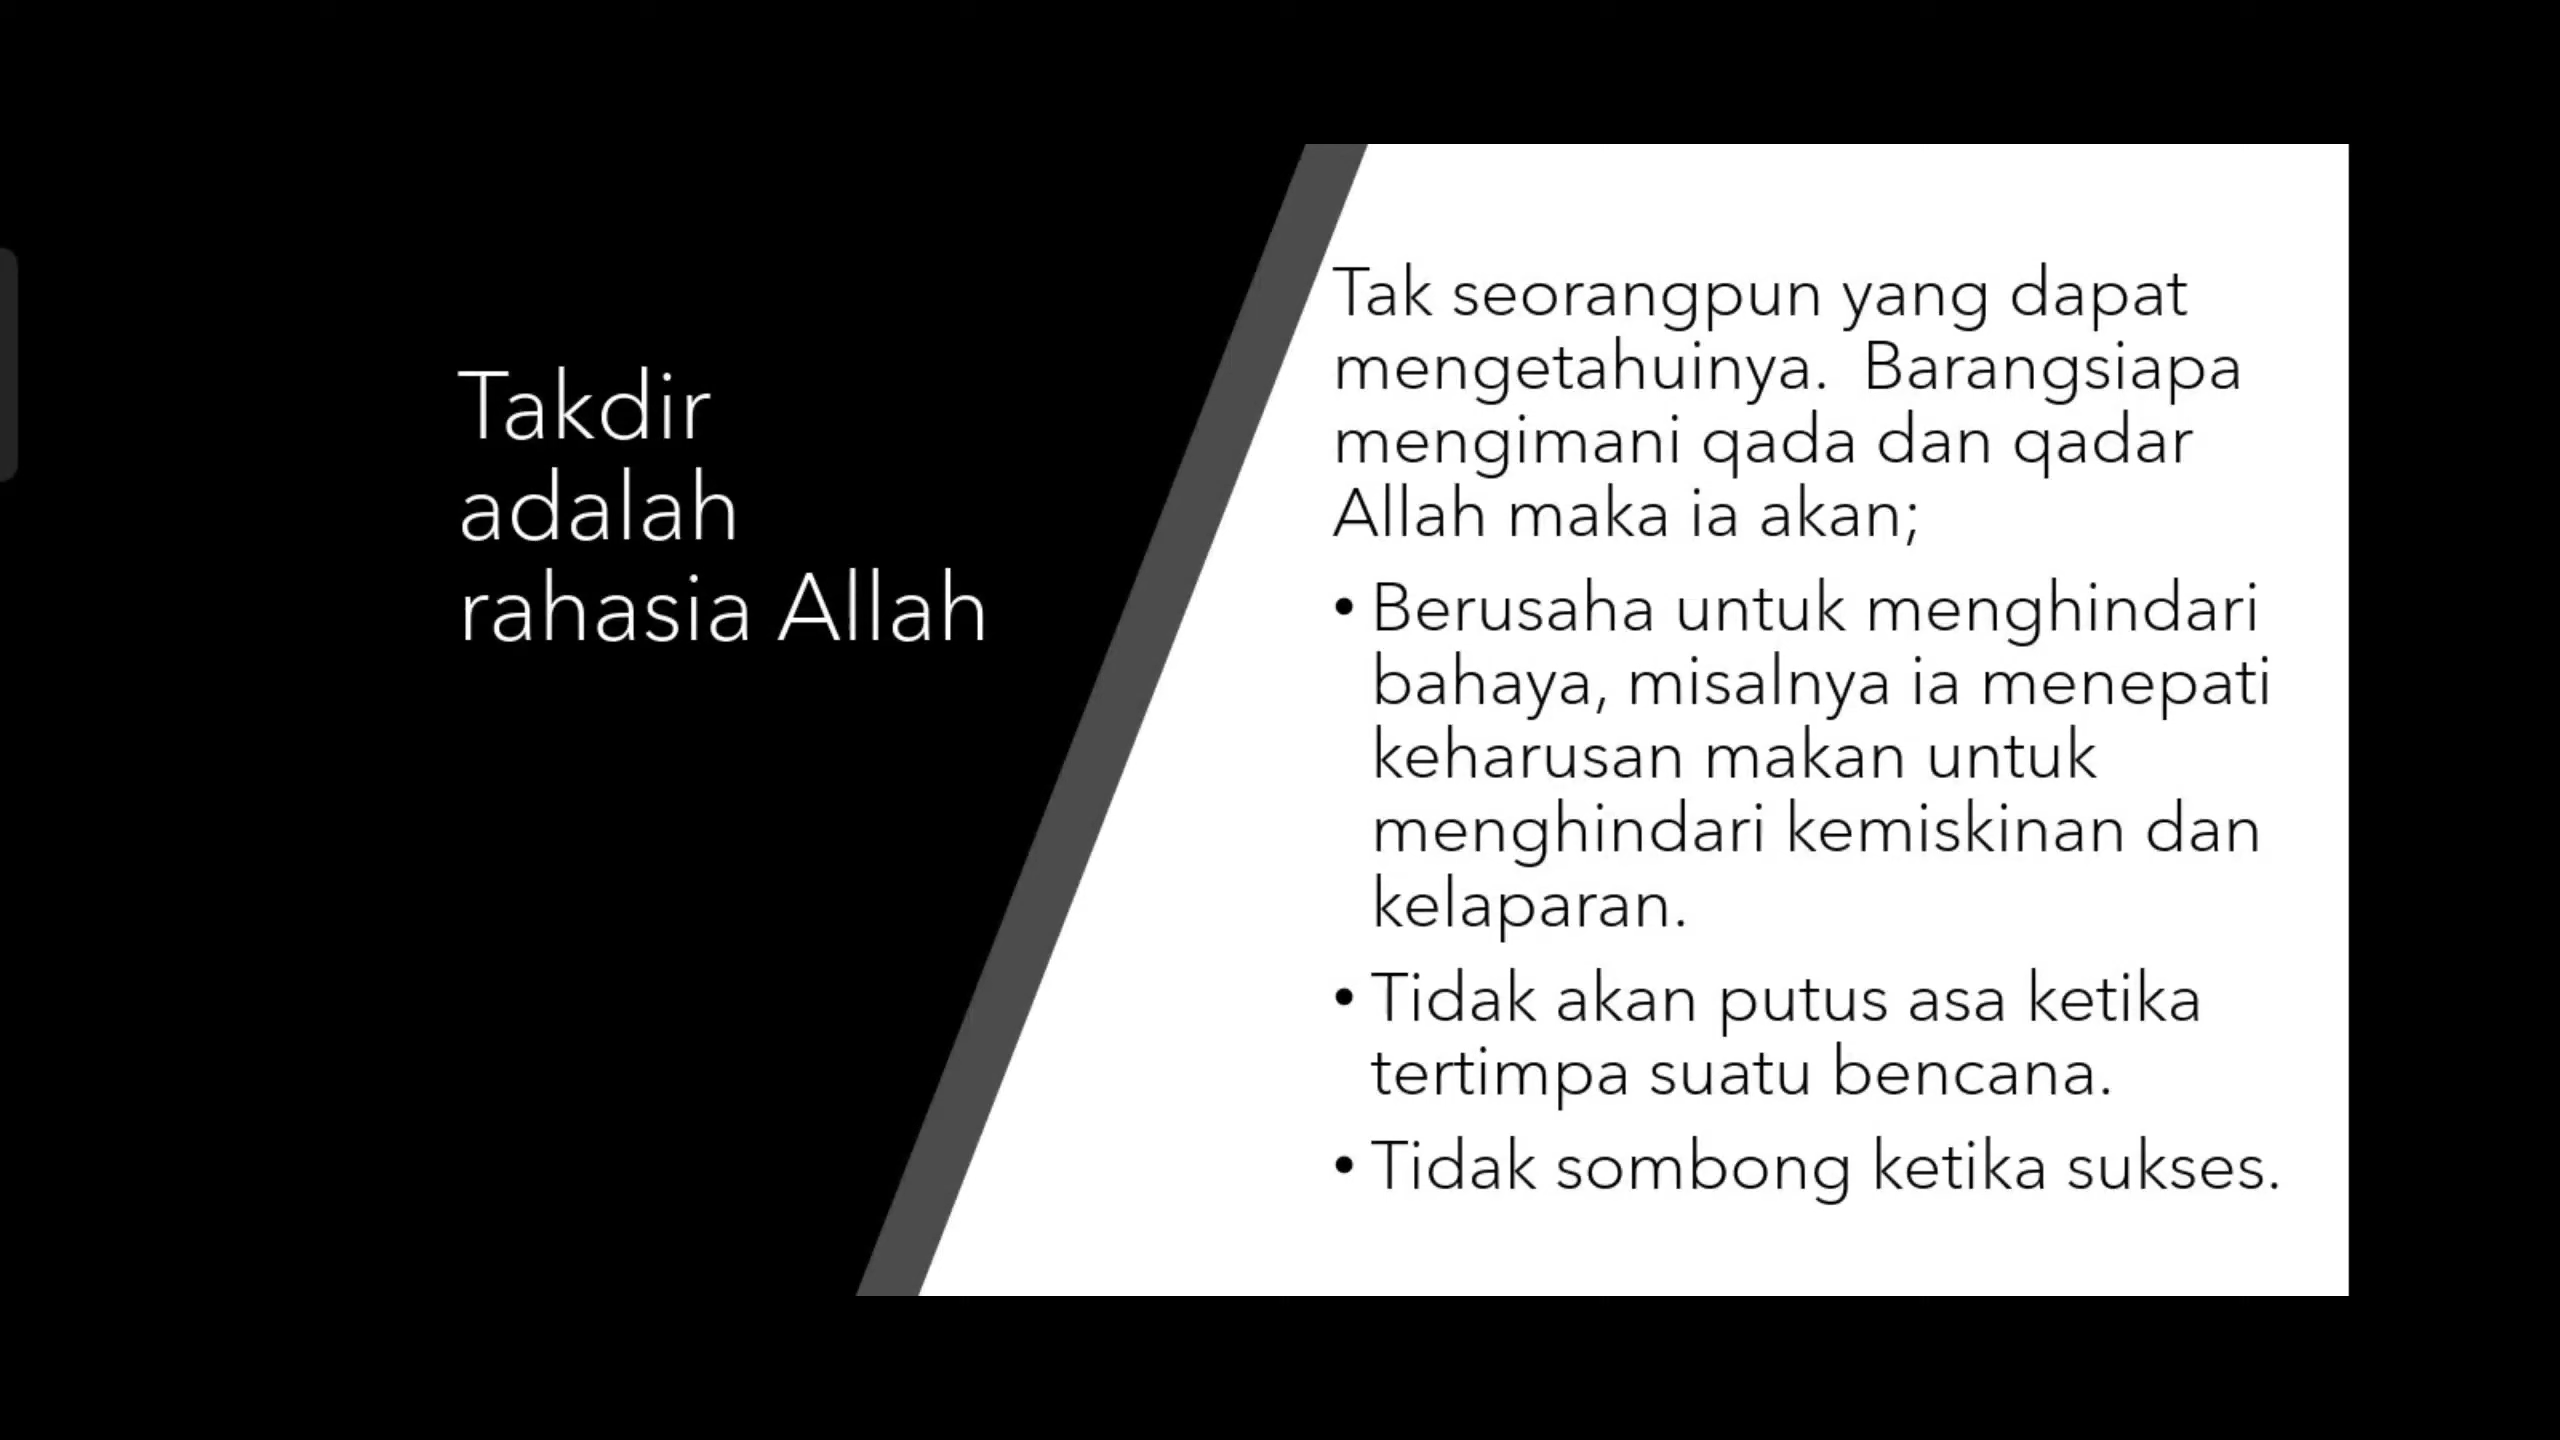 Takdir
adalah
rahasia Allah
Tak seorangpun yang dapat
mengetahuinya.  Barangsiapa
mengimani qada dan qadar
Allah maka ia akan;
• Berusaha untuk menghindari
bahaya, misalnya ia menepati
keharusan makan untuk
menghindari kemiskinan dan
kelaparan.
• Tidak akan putus asa ketika
tertimpa suatu bencana.
• Tidak sombong ketika sukses.